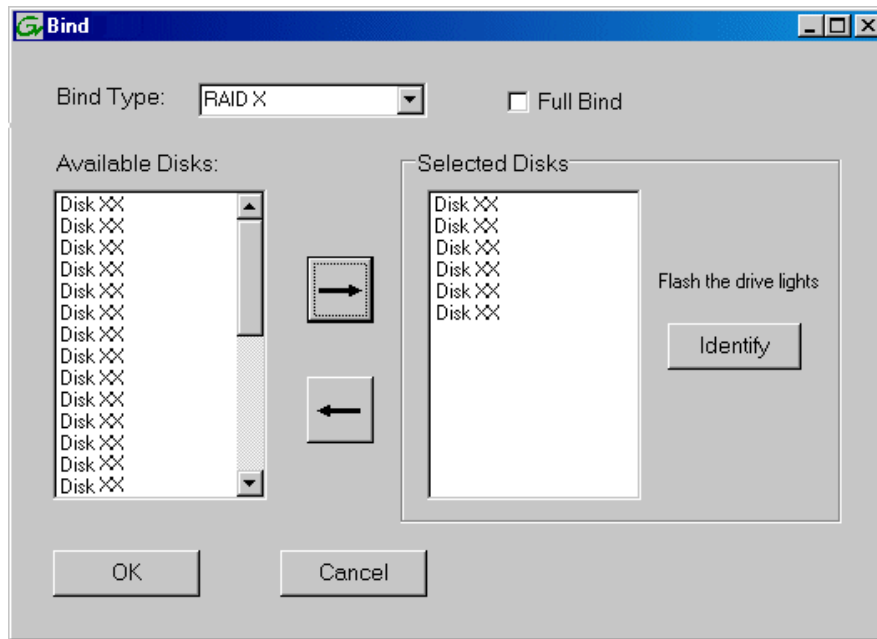 Bind
Bind Type: RAID X Full Bind
Available Disks:
Disk XX
Disk XX
Disk XX
Disk XX
Disk XX
Disk XX
Disk XX
Disk XX
Disk XX
Disk XX
Disk XX
Disk XX
Disk XX
Disk XX
Selected Disks
Disk XX
Disk XX
Disk XX
Disk XX
Disk XX
Disk XX
Flash the drive lights
Identify
OK Cancel